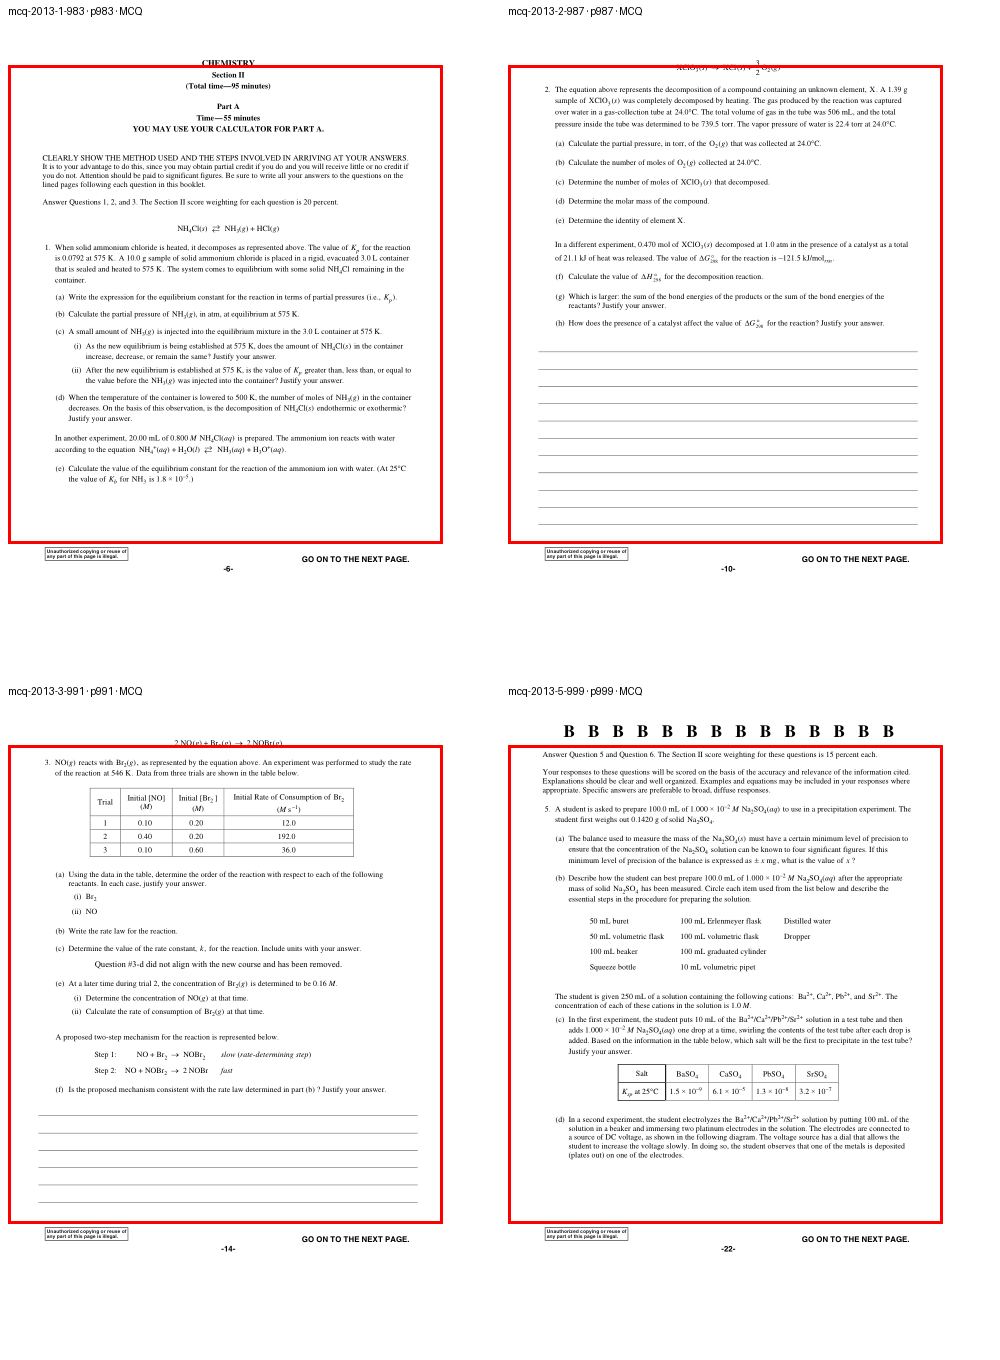 mcq-2013-1-983 · p983 · MCQ
CHEMISTRY
Section II
(Total time—95 minutes)
Part A
Time—55 minutes
YOU MAY USE YOUR CALCULATOR FOR PART A.
CLEARLY SHOW THE METHOD USED AND THE STEPS INVOLVED IN ARRIVING AT YOUR ANSWERS.
It is to your advantage to do this, since you may obtain partial credit if you do and you will receive little or no credit if
you do not. Attention should be paid to significant figures. Be sure to write all your answers to the questions on the
lined pages following each question in this booklet.
Answer Questions 1, 2, and 3. The Section II score weighting for each question is 20 percent.
NH₄Cl(s) ⇄ NH₃(g) + HCl(g)
1. When solid ammonium chloride is heated, it decomposes as represented above. The value of Kₚ for the reaction
is 0.0792 at 575 K. A 10.0 g sample of solid ammonium chloride is placed in a rigid, evacuated 3.0 L container
that is sealed and heated to 575 K. The system comes to equilibrium with some solid NH₄Cl remaining in the
container.
(a) Write the expression for the equilibrium constant for the reaction in terms of partial pressures (i.e., Kₚ).
(b) Calculate the partial pressure of NH₃(g), in atm, at equilibrium at 575 K.
(c) A small amount of NH₃(g) is injected into the equilibrium mixture in the 3.0 L container at 575 K.
(i) As the new equilibrium is being established at 575 K, does the amount of NH₄Cl(s) in the container
increase, decrease, or remain the same? Justify your answer.
(ii) After the new equilibrium is established at 575 K, is the value of Kₚ greater than, less than, or equal to
the value before the NH₃(g) was injected into the container? Justify your answer.
(d) When the temperature of the container is lowered to 500 K, the number of moles of NH₃(g) in the container
decreases. On the basis of this observation, is the decomposition of NH₄Cl(s) endothermic or exothermic?
Justify your answer.
In another experiment, 20.00 mL of 0.800 M NH₄Cl(aq) is prepared. The ammonium ion reacts with water
according to the equation NH₄⁺(aq) + H₂O(l) ⇄ NH₃(aq) + H₃O⁺(aq).
(e) Calculate the value of the equilibrium constant for the reaction of the ammonium ion with water. (At 25°C
the value of K_b for NH₃ is 1.8 × 10⁻⁵.)
Unauthorized copying or reuse of
any part of this page is illegal.
GO ON TO THE NEXT PAGE.
-6-
mcq-2013-2-987 · p987 · MCQ
XClO₃(s) → XCl(s) + 3/2 O₂(g)
2. The equation above represents the decomposition of a compound containing an unknown element, X. A 1.39 g
sample of XClO₃(s) was completely decomposed by heating. The gas produced by the reaction was captured
over water in a gas-collection tube at 24.0°C. The total volume of gas in the tube was 506 mL, and the total
pressure inside the tube was determined to be 739.5 torr. The vapor pressure of water is 22.4 torr at 24.0°C.
(a) Calculate the partial pressure, in torr, of the O₂(g) that was collected at 24.0°C.
(b) Calculate the number of moles of O₂(g) collected at 24.0°C.
(c) Determine the number of moles of XClO₃(s) that decomposed.
(d) Determine the molar mass of the compound.
(e) Determine the identity of element X.
In a different experiment, 0.470 mol of XClO₃(s) decomposed at 1.0 atm in the presence of a catalyst as a total
of 21.1 kJ of heat was released. The value of ΔG°₂₉₈ for the reaction is −121.5 kJ/molᵣₓₙ.
(f) Calculate the value of ΔH°₂₉₈ for the decomposition reaction.
(g) Which is larger: the sum of the bond energies of the products or the sum of the bond energies of the
reactants? Justify your answer.
(h) How does the presence of a catalyst affect the value of ΔG°₂₉₈ for the reaction? Justify your answer.
Unauthorized copying or reuse of
any part of this page is illegal.
GO ON TO THE NEXT PAGE.
-10-
mcq-2013-3-991 · p991 · MCQ
2 NO(g) + Br₂(g) → 2 NOBr(g)
3. NO(g) reacts with Br₂(g), as represented by the equation above. An experiment was performed to study the rate
of the reaction at 546 K. Data from three trials are shown in the table below.
Trial Initial [NO] (M) Initial [Br₂] (M) Initial Rate of Consumption of Br₂ (M s⁻¹)
1 0.10 0.20 12.0
2 0.40 0.20 192.0
3 0.10 0.60 36.0
(a) Using the data in the table, determine the order of the reaction with respect to each of the following
reactants. In each case, justify your answer.
(i) Br₂
(ii) NO
(b) Write the rate law for the reaction.
(c) Determine the value of the rate constant, k, for the reaction. Include units with your answer.
Question #3-d did not align with the new course and has been removed.
(e) At a later time during trial 2, the concentration of Br₂(g) is determined to be 0.16 M.
(i) Determine the concentration of NO(g) at that time.
(ii) Calculate the rate of consumption of Br₂(g) at that time.
A proposed two-step mechanism for the reaction is represented below.
Step 1: NO + Br₂ → NOBr₂ slow (rate-determining step)
Step 2: NO + NOBr₂ → 2 NOBr fast
(f) Is the proposed mechanism consistent with the rate law determined in part (b) ? Justify your answer.
Unauthorized copying or reuse of
any part of this page is illegal.
GO ON TO THE NEXT PAGE.
-14-
mcq-2013-5-999 · p999 · MCQ
B B B B B B B B B B B B B B
Answer Question 5 and Question 6. The Section II score weighting for these questions is 15 percent each.
Your responses to these questions will be scored on the basis of the accuracy and relevance of the information cited.
Explanations should be clear and well organized. Examples and equations may be included in your responses where
appropriate. Specific answers are preferable to broad, diffuse responses.
5. A student is asked to prepare 100.0 mL of 1.000 × 10⁻² M Na₂SO₄(aq) to use in a precipitation experiment. The
student first weighs out 0.1420 g of solid Na₂SO₄.
(a) The balance used to measure the mass of the Na₂SO₄(s) must have a certain minimum level of precision to
ensure that the concentration of the Na₂SO₄ solution can be known to four significant figures. If this
minimum level of precision of the balance is expressed as ± x mg, what is the value of x ?
(b) Describe how the student can best prepare 100.0 mL of 1.000 × 10⁻² M Na₂SO₄(aq) after the appropriate
mass of solid Na₂SO₄ has been measured. Circle each item used from the list below and describe the
essential steps in the procedure for preparing the solution.
50 mL buret 100 mL Erlenmeyer flask Distilled water
50 mL volumetric flask 100 mL volumetric flask Dropper
100 mL beaker 100 mL graduated cylinder
Squeeze bottle 10 mL volumetric pipet
The student is given 250 mL of a solution containing the following cations: Ba²⁺, Ca²⁺, Pb²⁺, and Sr²⁺. The
concentration of each of these cations in the solution is 1.0 M.
(c) In the first experiment, the student puts 10 mL of the Ba²⁺/Ca²⁺/Pb²⁺/Sr²⁺ solution in a test tube and then
adds 1.000 × 10⁻² M Na₂SO₄(aq) one drop at a time, swirling the contents of the test tube after each drop is
added. Based on the information in the table below, which salt will be the first to precipitate in the test tube?
Justify your answer.
Salt BaSO₄ CaSO₄ PbSO₄ SrSO₄
Kₛₚ at 25°C 1.5 × 10⁻⁹ 6.1 × 10⁻⁵ 1.3 × 10⁻⁸ 3.2 × 10⁻⁷
(d) In a second experiment, the student electrolyzes the Ba²⁺/Ca²⁺/Pb²⁺/Sr²⁺ solution by putting 100 mL of the
solution in a beaker and immersing two platinum electrodes in the solution. The electrodes are connected to
a source of DC voltage, as shown in the following diagram. The voltage source has a dial that allows the
student to increase the voltage slowly. In doing so, the student observes that one of the metals is deposited
(plates out) on one of the electrodes.
Unauthorized copying or reuse of
any part of this page is illegal.
GO ON TO THE NEXT PAGE.
-22-